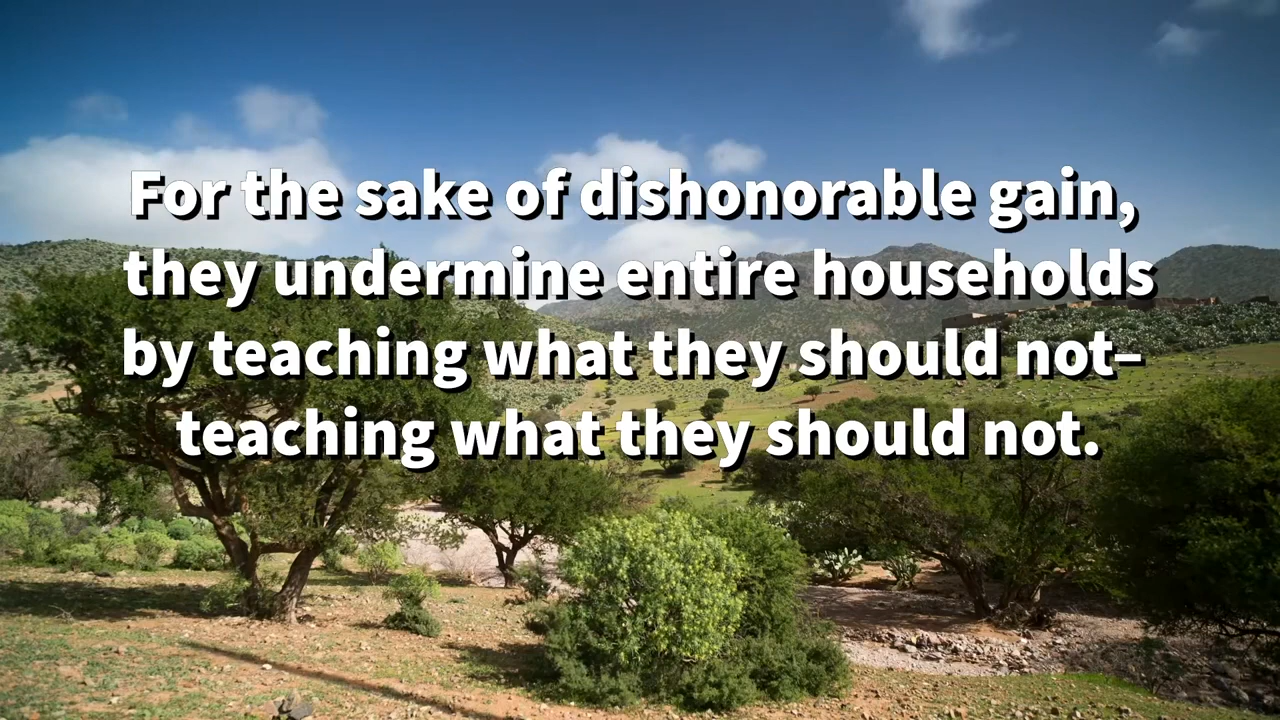 For the sake of dishonorable gain,
they undermine entire households
by teaching what they should not–
teaching what they should not.